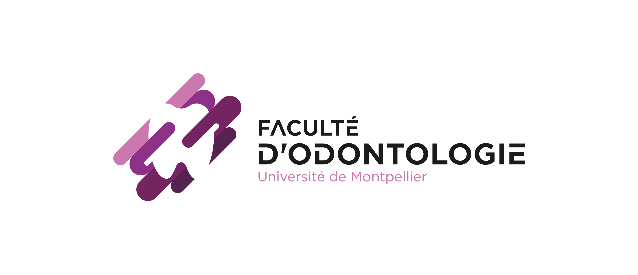 FACULTÉ
D'ODONTOLOGIE
Université de Montpellier